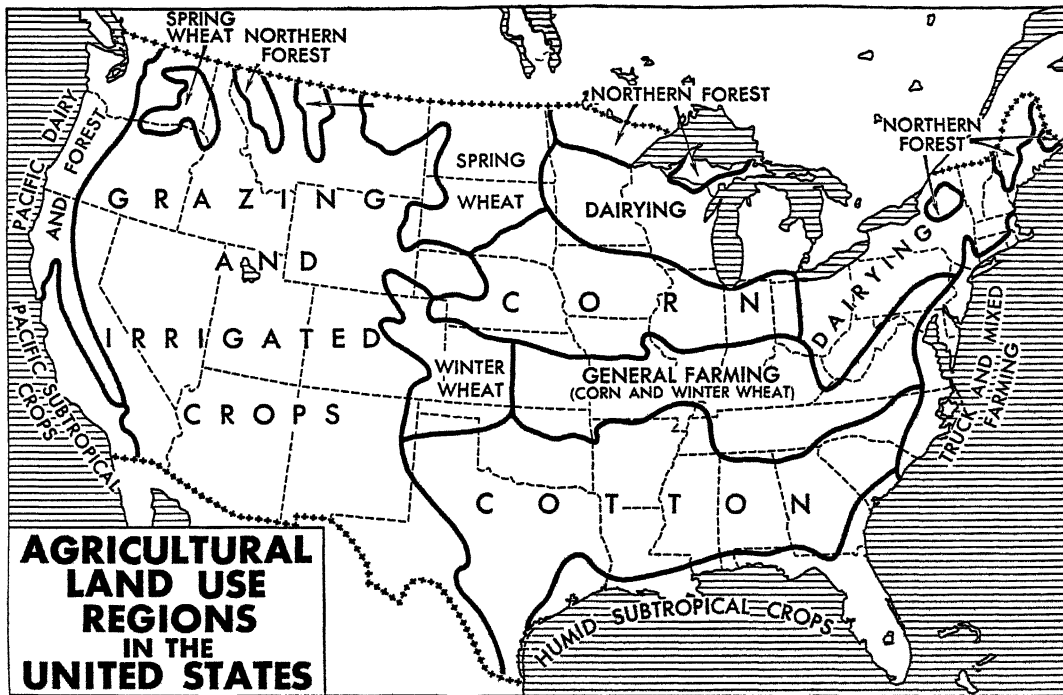 SPRING
WHEAT
NORTHERN
FOREST
NORTHERN FOREST
NORTHERN
FOREST
PACIFIC DAIRY
AND FOREST
SPRING
WHEAT
DAIRYING
GRAZING
AND
IRRIGATED
CROPS
CORN
DAIRYING
PACIFIC SUBTROPICAL
CROPS
WINTER
WHEAT
GENERAL FARMING
(CORN AND WINTER WHEAT)
TRUCK AND MIXED
FARMING
COTTON
HUMID SUBTROPICAL CROPS
AGRICULTURAL
LAND USE
REGIONS
IN THE
UNITED STATES